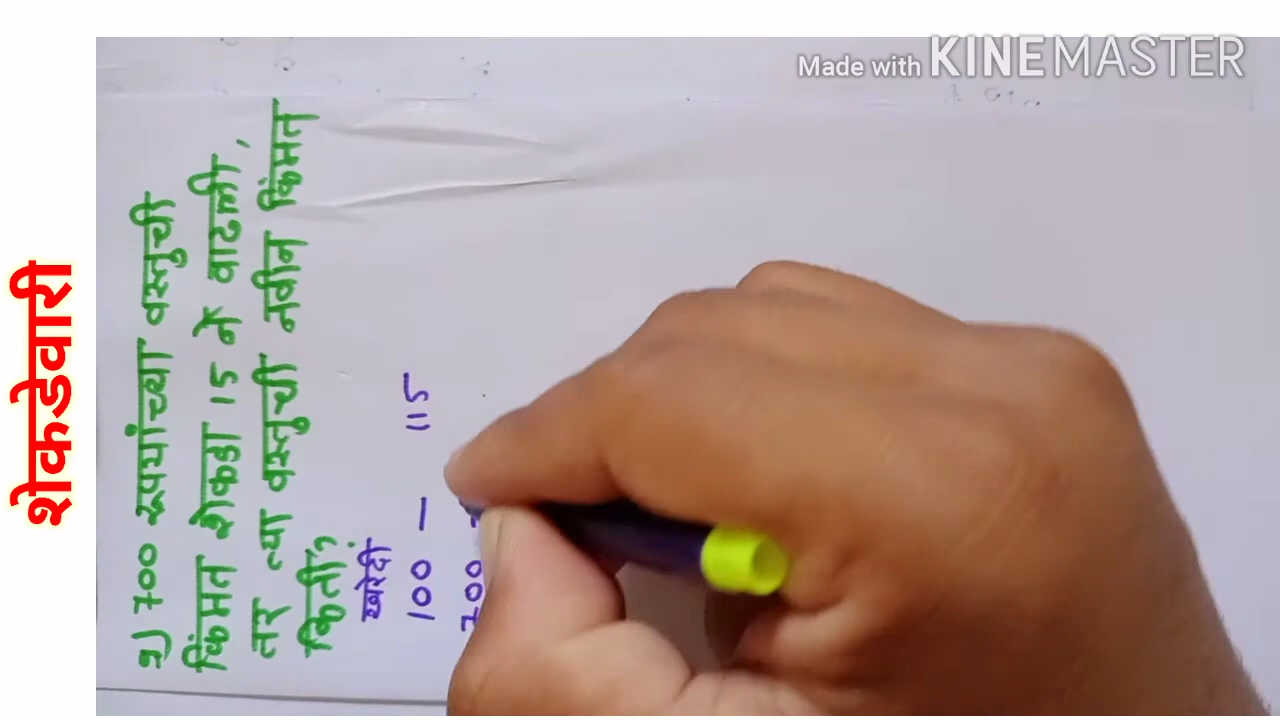 Made with KINEMASTER
शेकडेवारी
१) 700 रूपयांच्या वस्तुची
किंमत शेकडा 15 ने वाढली,
तर त्या वस्तुची नवीन किंमत
किती?
खरेदी
100 — 115
700